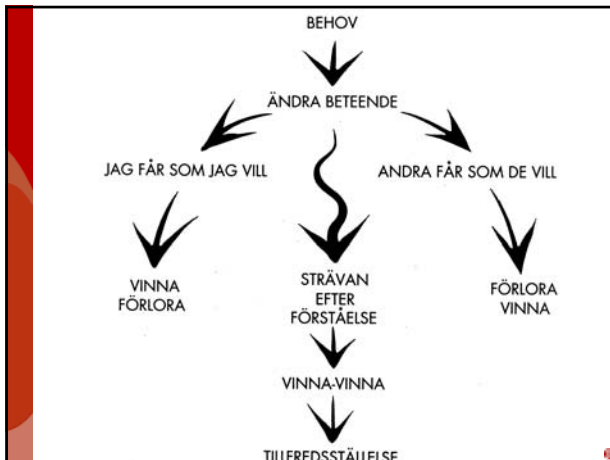 BEHOV
ÄNDRA BETEENDE
JAG FÅR SOM JAG VILL
ANDRA FÅR SOM DE VILL
VINNA
FÖRLORA
STRÄVAN
EFTER
FÖRSTÅELSE
FÖRLORA
VINNA
VINNA-VINNA
TILLFREDSSTÄLLELSE